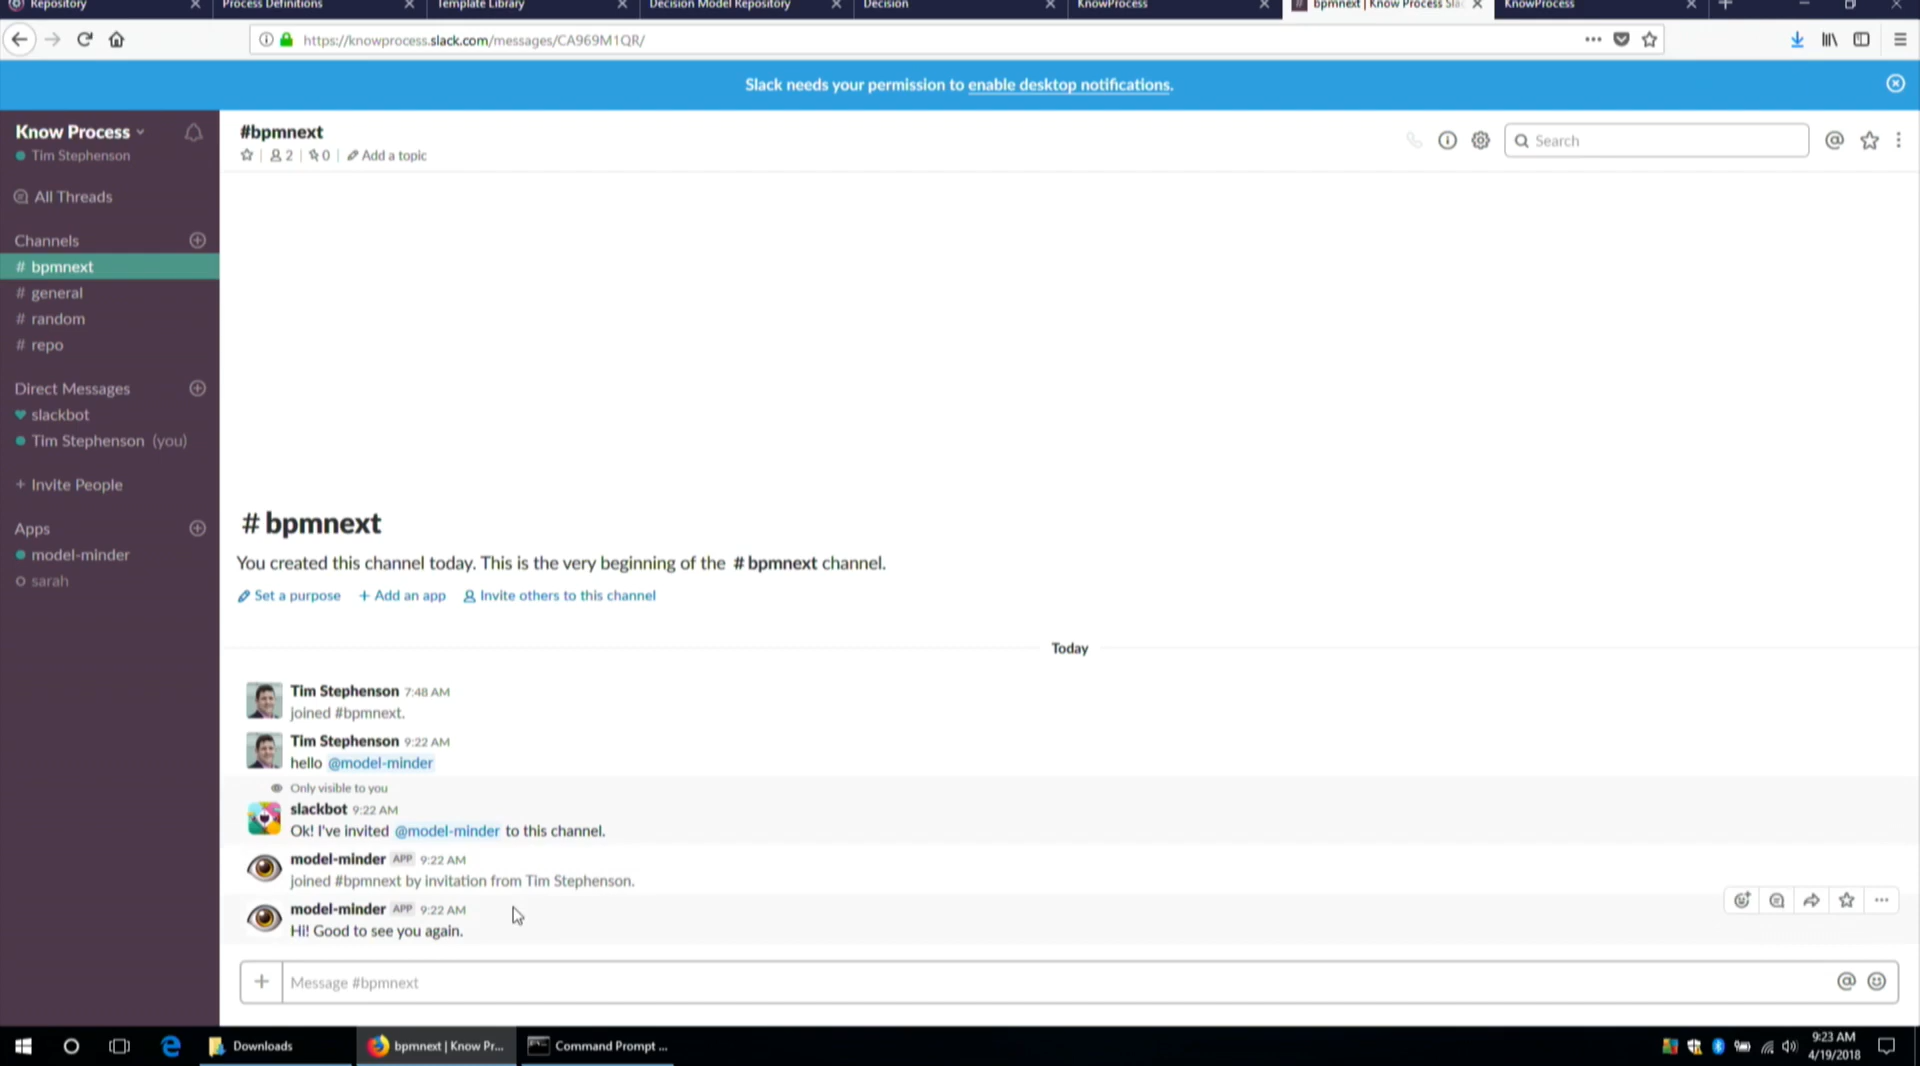 Repository
Process Definitions
Template Library
Decision Model Repository
Decision
KnowProcess
bpmnext | Know Process Sla
KnowProcess
https://knowprocess.slack.com/messages/CA969M1QR/
Slack needs your permission to enable desktop notifications.
Know Process
Tim Stephenson
All Threads
Channels
# bpmnext
# general
# random
# repo
Direct Messages
slackbot
Tim Stephenson (you)
+ Invite People
Apps
model-minder
sarah
#bpmnext
2 | 0 | Add a topic
Search
# bpmnext
You created this channel today. This is the very beginning of the # bpmnext channel.
Set a purpose + Add an app Invite others to this channel
Today
Tim Stephenson 7:48 AM
joined #bpmnext.
Tim Stephenson 9:22 AM
hello @model-minder
Only visible to you
slackbot 9:22 AM
Ok! I've invited @model-minder to this channel.
model-minder APP 9:22 AM
joined #bpmnext by invitation from Tim Stephenson.
model-minder APP 9:22 AM
Hi! Good to see you again.
Message #bpmnext
Downloads
bpmnext | Know Pr...
Command Prompt ...
9:23 AM
4/19/2018